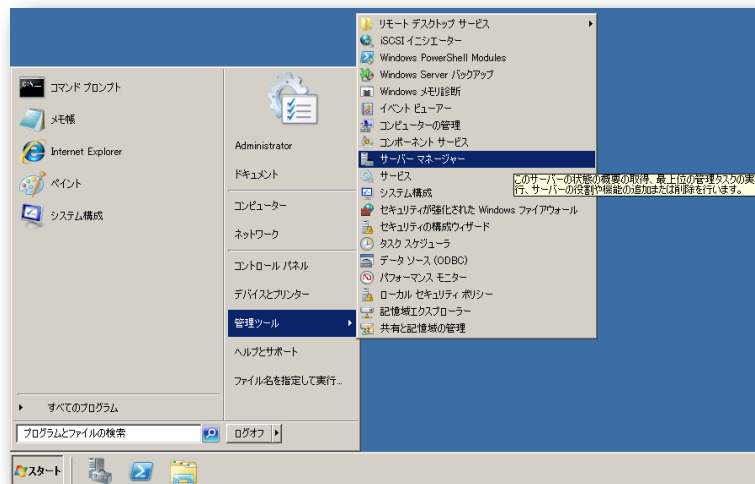 コマンド プロンプト
メモ帳
Internet Explorer
ペイント
システム構成
すべてのプログラム
プログラムとファイルの検索
Administrator
ドキュメント
コンピューター
ネットワーク
コントロール パネル
デバイスとプリンター
管理ツール
ヘルプとサポート
ファイル名を指定して実行...
ログオフ
リモート デスクトップ サービス
iSCSI イニシエーター
Windows PowerShell Modules
Windows Server バックアップ
Windows メモリ診断
イベント ビューアー
コンピューターの管理
コンポーネント サービス
サーバー マネージャー
サービス
システム構成
セキュリティが強化された Windows ファイアウォール
セキュリティの構成ウィザード
タスク スケジューラ
データ ソース (ODBC)
パフォーマンス モニター
ローカル セキュリティ ポリシー
記憶域エクスプローラー
共有と記憶域の管理
このサーバーの状態の概要の取得、最上位の管理タスクの実
行、サーバーの役割や機能の追加または削除を行います。
スタート